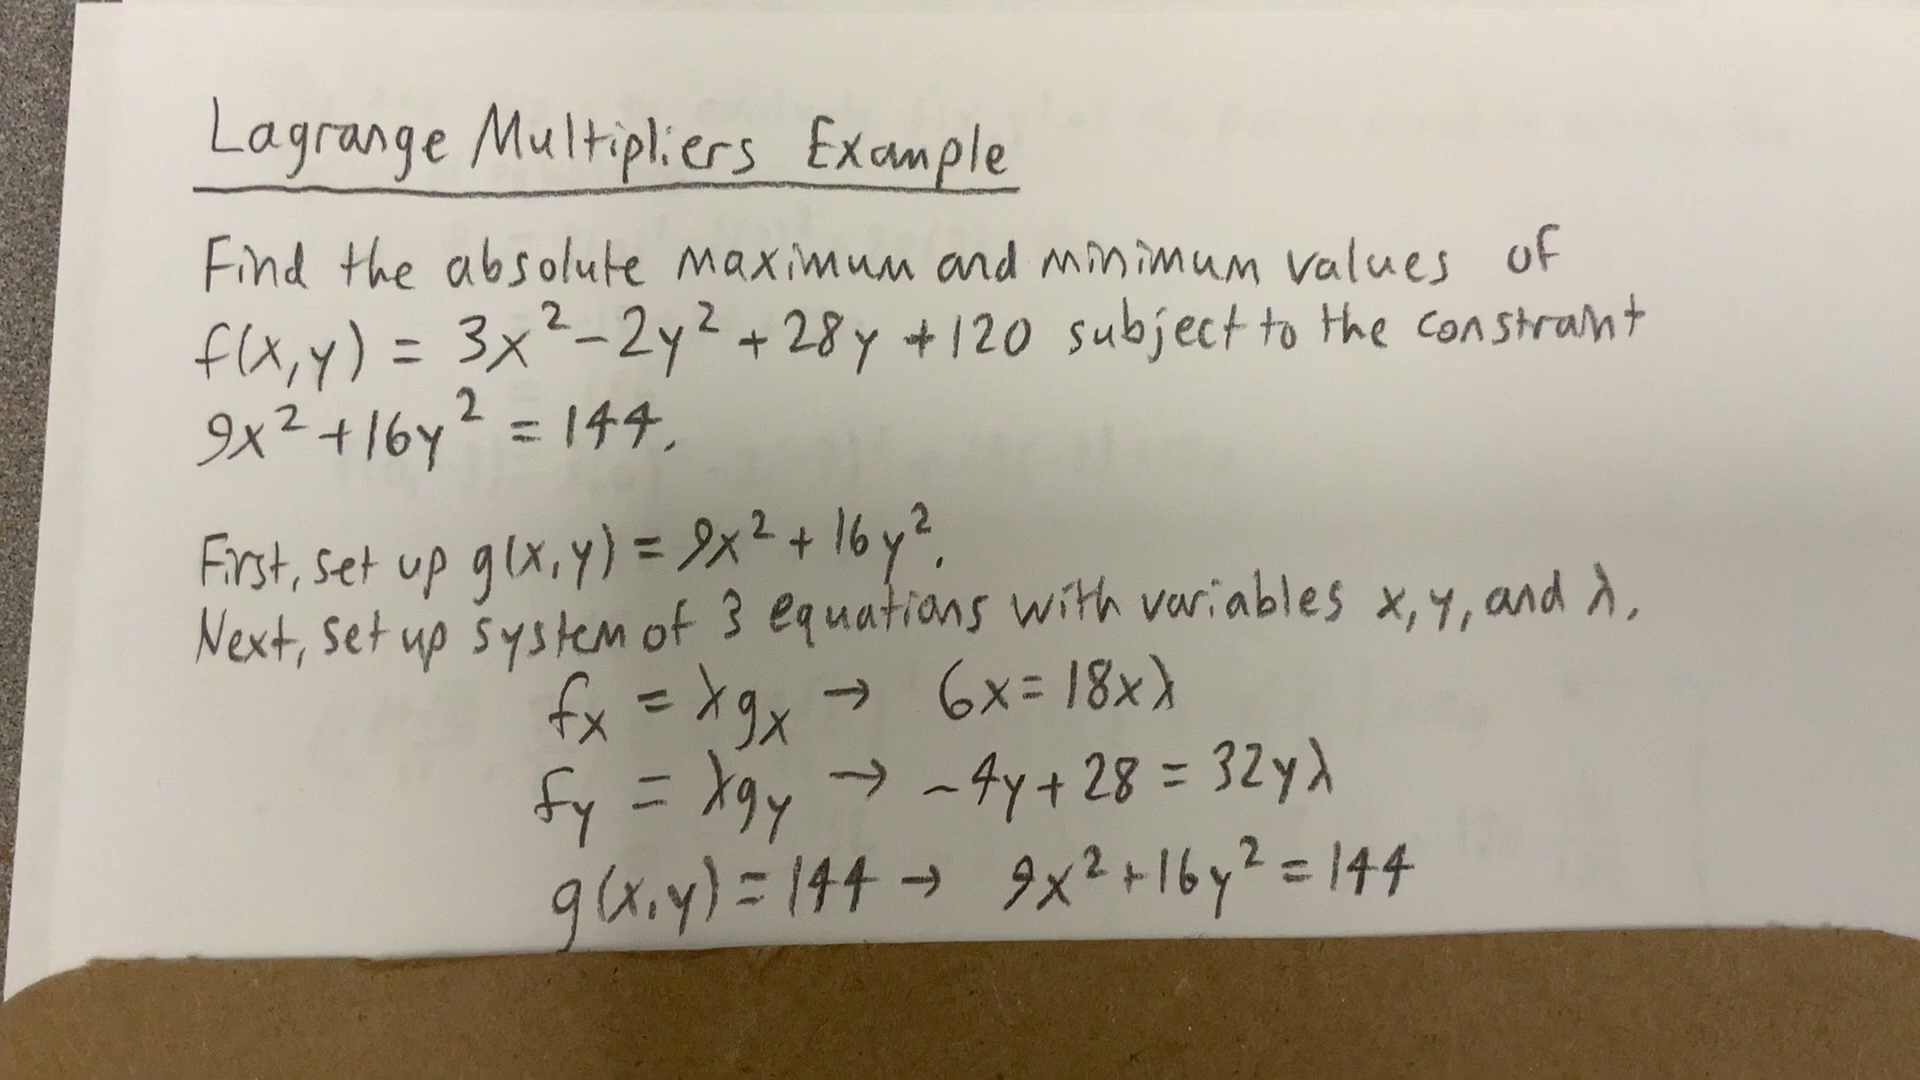 Lagrange Multipliers Example
Find the absolute maximum and minimum values of
f(x,y) = 3x² - 2y² + 28y + 120 subject to the constraint
9x² + 16y² = 144.
First, set up g(x,y) = 9x² + 16y².
Next, set up system of 3 equations with variables x, y, and λ.
fx = λgx → 6x = 18xλ
fy = λgy → -4y + 28 = 32yλ
g(x,y) = 144 → 9x² + 16y² = 144